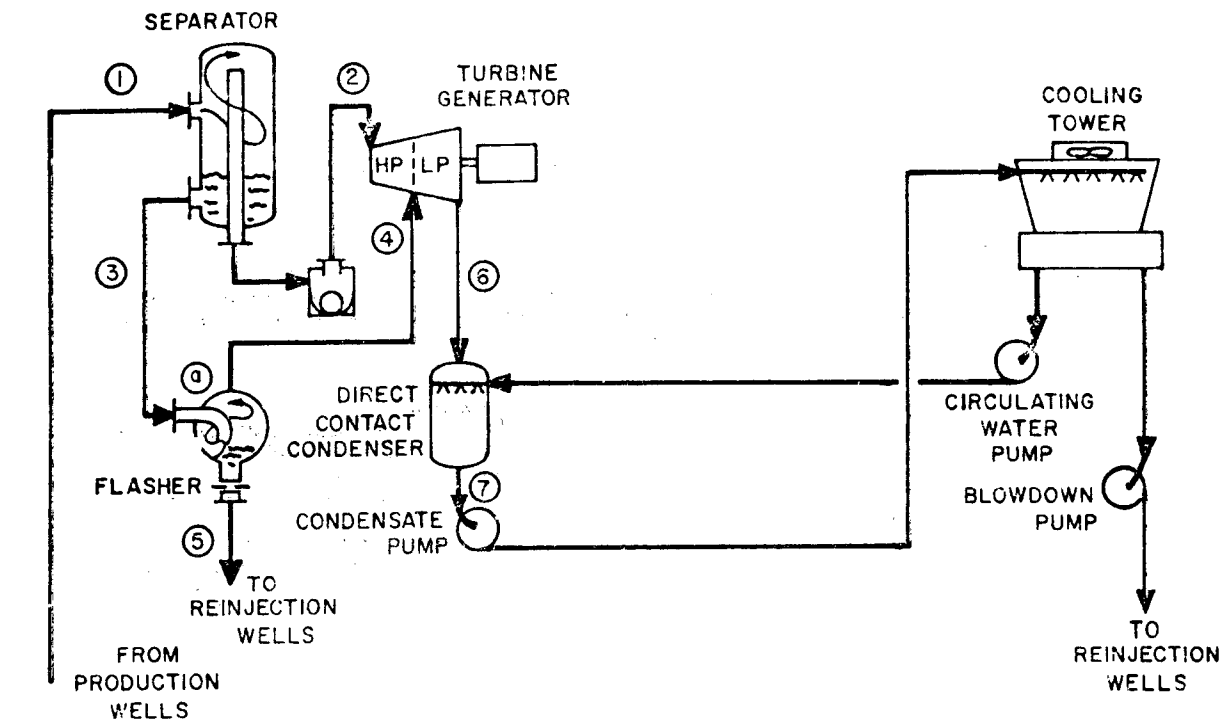 SEPARATOR
1
2
TURBINE
GENERATOR
HP
LP
COOLING
TOWER
3
4
6
a
FLASHER
5
TO
REINJECTION
WELLS
FROM
PRODUCTION
WELLS
DIRECT
CONTACT
CONDENSER
7
CONDENSATE
PUMP
CIRCULATING
WATER
PUMP
BLOWDOWN
PUMP
TO
REINJECTION
WELLS